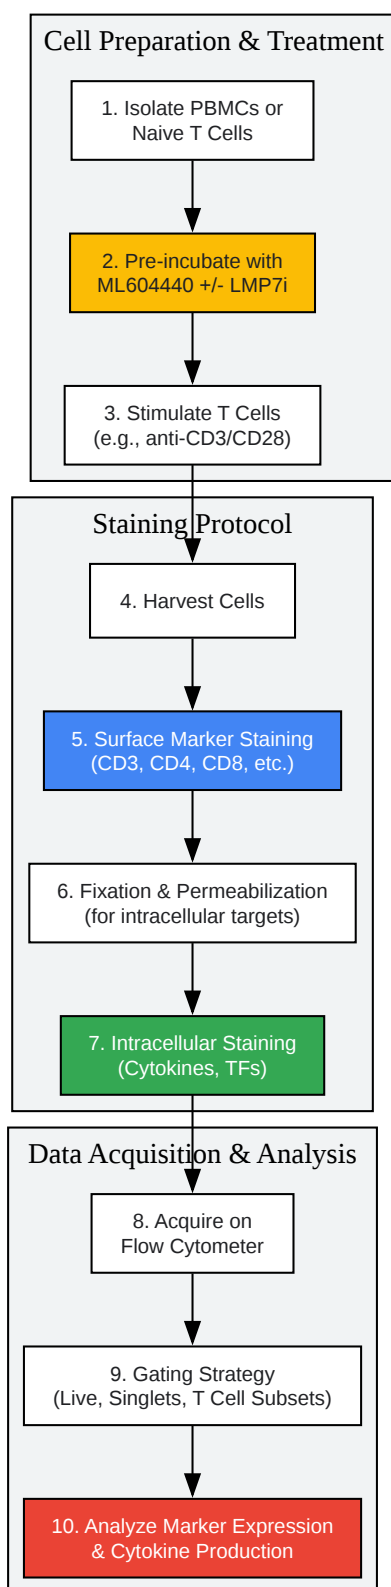 Cell Preparation & Treatment
1. Isolate PBMCs or
Naive T Cells
2. Pre-incubate with
ML604440 +/- LMP7i
3. Stimulate T Cells
(e.g., anti-CD3/CD28)
Staining Protocol
4. Harvest Cells
5. Surface Marker Staining
(CD3, CD4, CD8, etc.)
6. Fixation & Permeabilization
(for intracellular targets)
7. Intracellular Staining
(Cytokines, TFs)
Data Acquisition & Analysis
8. Acquire on
Flow Cytometer
9. Gating Strategy
(Live, Singlets, T Cell Subsets)
10. Analyze Marker Expression
& Cytokine Production